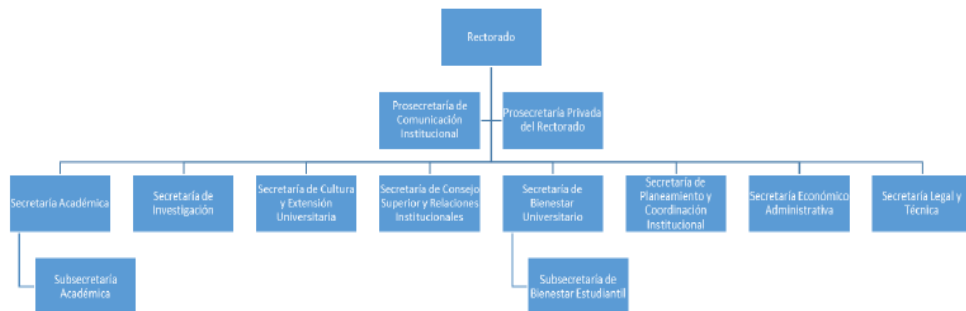 Rectorado
Prosecretaría de
Comunicación
Institucional
Prosecretaría Privada
del Rectorado
Secretaría Académica
Secretaría de
Investigación
Secretaría de Cultura
y Extensión
Universitaria
Secretaría de Consejo
Superior y Relaciones
Institucionales
Secretaría de
Bienestar
Universitario
Secretaría de
Planeamiento y
Coordinación
Institucional
Secretaría Económico
Administrativa
Secretaría Legal y
Técnica
Subsecretaría
Académica
Subsecretaría de
Bienestar Estudiantil